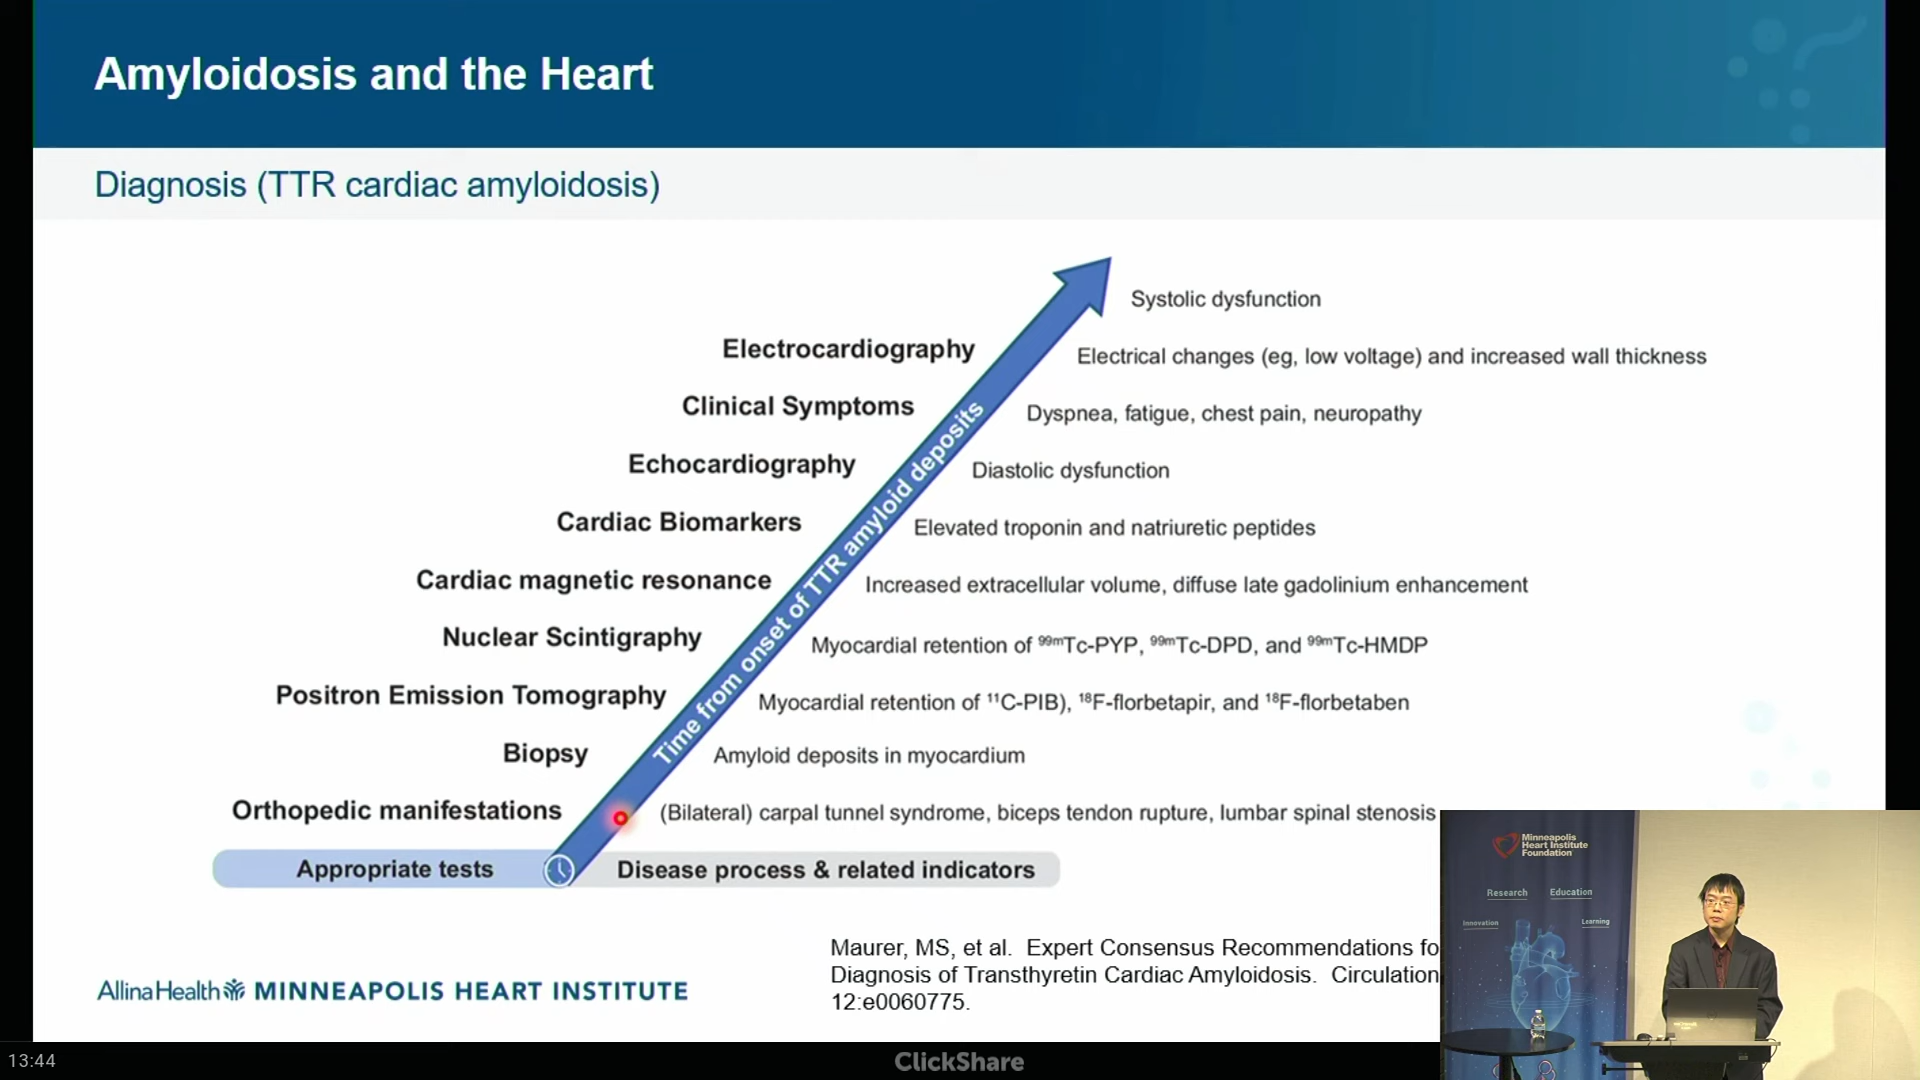 Amyloidosis and the Heart
Diagnosis (TTR cardiac amyloidosis)
Systolic dysfunction
Electrocardiography
Electrical changes (eg, low voltage) and increased wall thickness
Clinical Symptoms
Dyspnea, fatigue, chest pain, neuropathy
Echocardiography
Diastolic dysfunction
Cardiac Biomarkers
Elevated troponin and natriuretic peptides
Cardiac magnetic resonance
Increased extracellular volume, diffuse late gadolinium enhancement
Nuclear Scintigraphy
Myocardial retention of ⁹⁹ᵐTc-PYP, ⁹⁹ᵐTc-DPD, and ⁹⁹ᵐTc-HMDP
Positron Emission Tomography
Myocardial retention of ¹¹C-PIB), ¹⁸F-florbetapir, and ¹⁸F-florbetaben
Biopsy
Amyloid deposits in myocardium
Orthopedic manifestations
(Bilateral) carpal tunnel syndrome, biceps tendon rupture, lumbar spinal stenosis
Time from onset of TTR amyloid deposits
Appropriate tests
Disease process & related indicators
Maurer, MS, et al. Expert Consensus Recommendations fo
Diagnosis of Transthyretin Cardiac Amyloidosis. Circulation
12:e0060775.
AllinaHealth MINNEAPOLIS HEART INSTITUTE
Minneapolis
Heart Institute
Foundation
Research
Education
Innovation
Learning
13:44
ClickShare